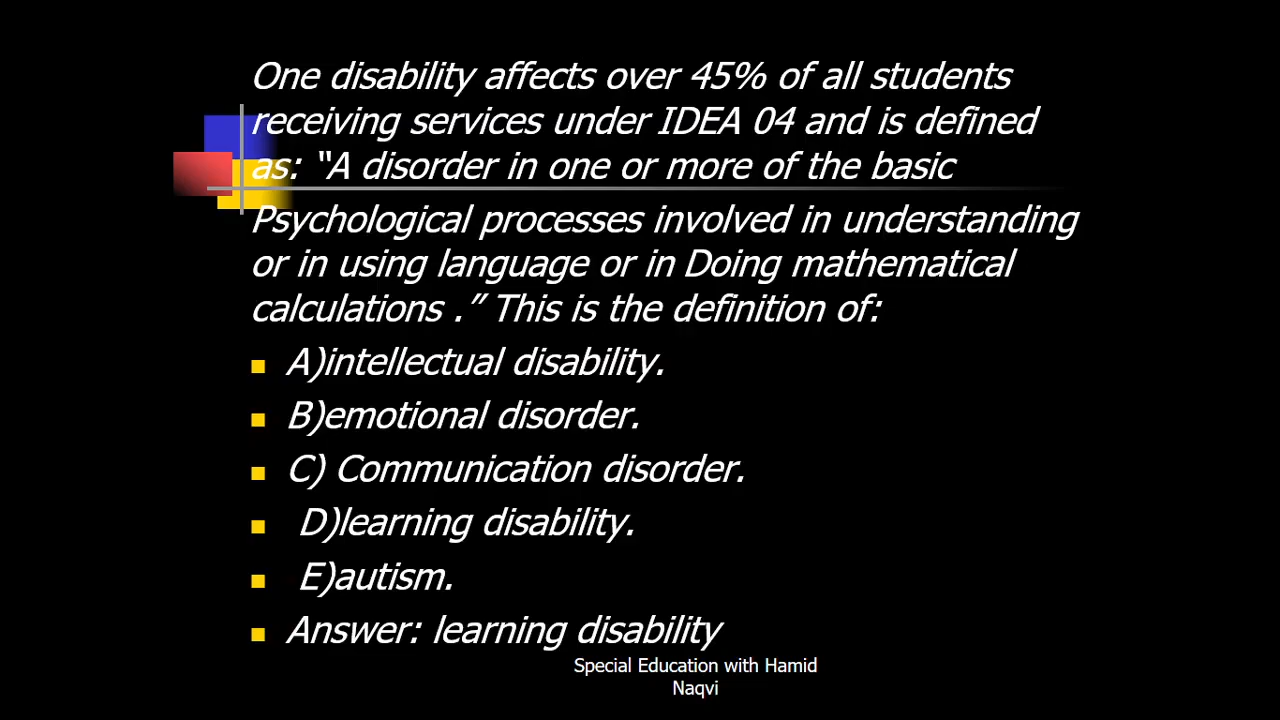 One disability affects over 45% of all students
receiving services under IDEA 04 and is defined
as: “A disorder in one or more of the basic
Psychological processes involved in understanding
or in using language or in Doing mathematical
calculations .” This is the definition of:
A)intellectual disability.
B)emotional disorder.
C) Communication disorder.
D)learning disability.
E)autism.
Answer: learning disability
Special Education with Hamid
Naqvi